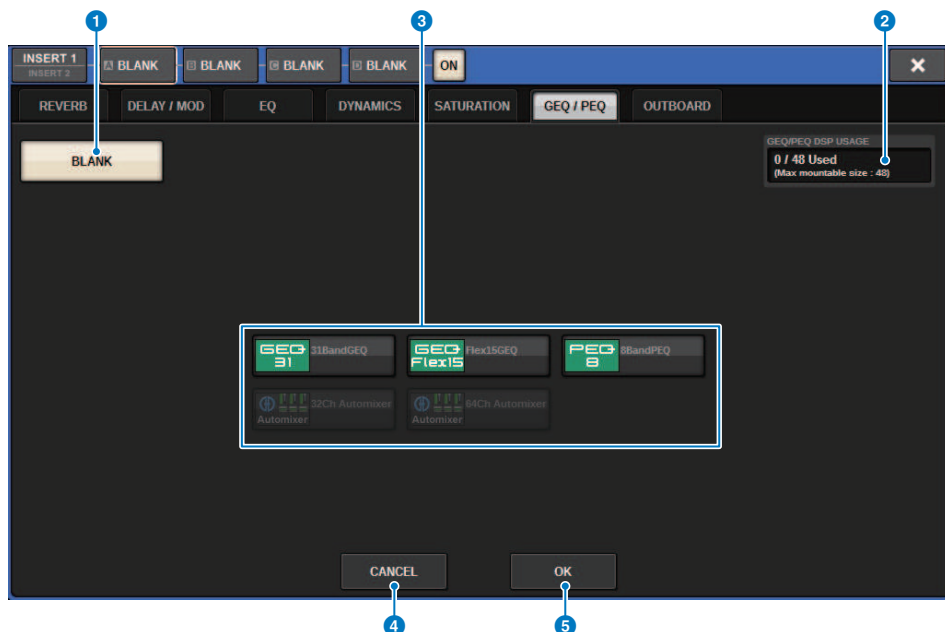 3
1
2
INSERT 1
INSERT 2
A BLANK
B BLANK
C BLANK
D BLANK
ON
×
REVERB
DELAY / MOD
EQ
DYNAMICS
SATURATION
GEQ / PEQ
OUTBOARD
BLANK
GEQ/PEQ DSP USAGE
0 / 48 Used
(Max mountable size : 48)
GEQ 31
31BandGEQ
GEQ Flex15
Flex15GEQ
PEQ 8
8BandPEQ
Automixer
32Ch Automixer
Automixer
64Ch Automixer
CANCEL
OK
4
5